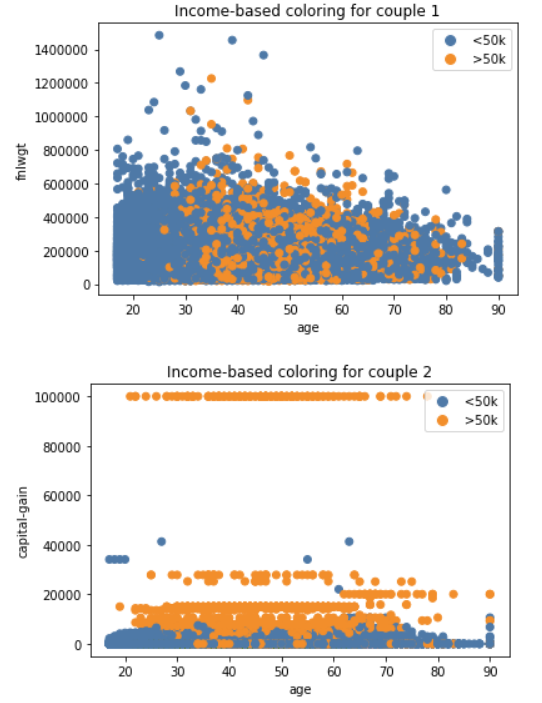 Income-based coloring for couple 1
1400000
1200000
1000000
800000
600000
400000
200000
0
fnlwgt
<50k
>50k
20 30 40 50 60 70 80 90
age
Income-based coloring for couple 2
100000
80000
60000
40000
20000
0
capital-gain
<50k
>50k
20 30 40 50 60 70 80 90
age